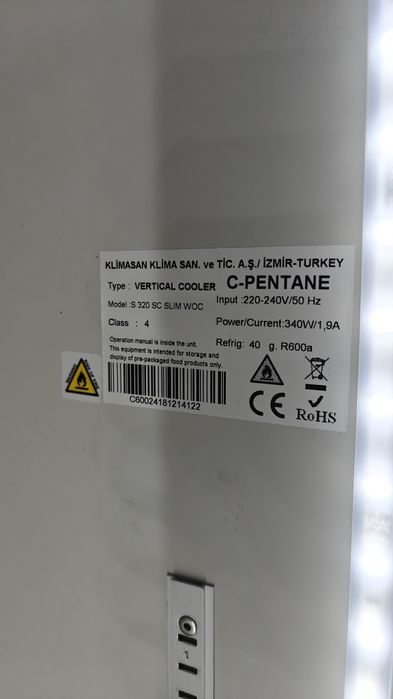 KLİMASAN KLİMA SAN. ve TİC. A.Ş./ İZMİR-TURKEY
Type : VERTICAL COOLER C-PENTANE
Model :S 320 SC SLIM WOC Input :220-240V/50 Hz
Class : 4 Power/Current:340W/1,9A
Refrig: 40 g. R600a
Operation manual is inside the unit.
This equipment is intended for storage and
display of pre-packaged food products only
C60024181214122
CE
RoHS